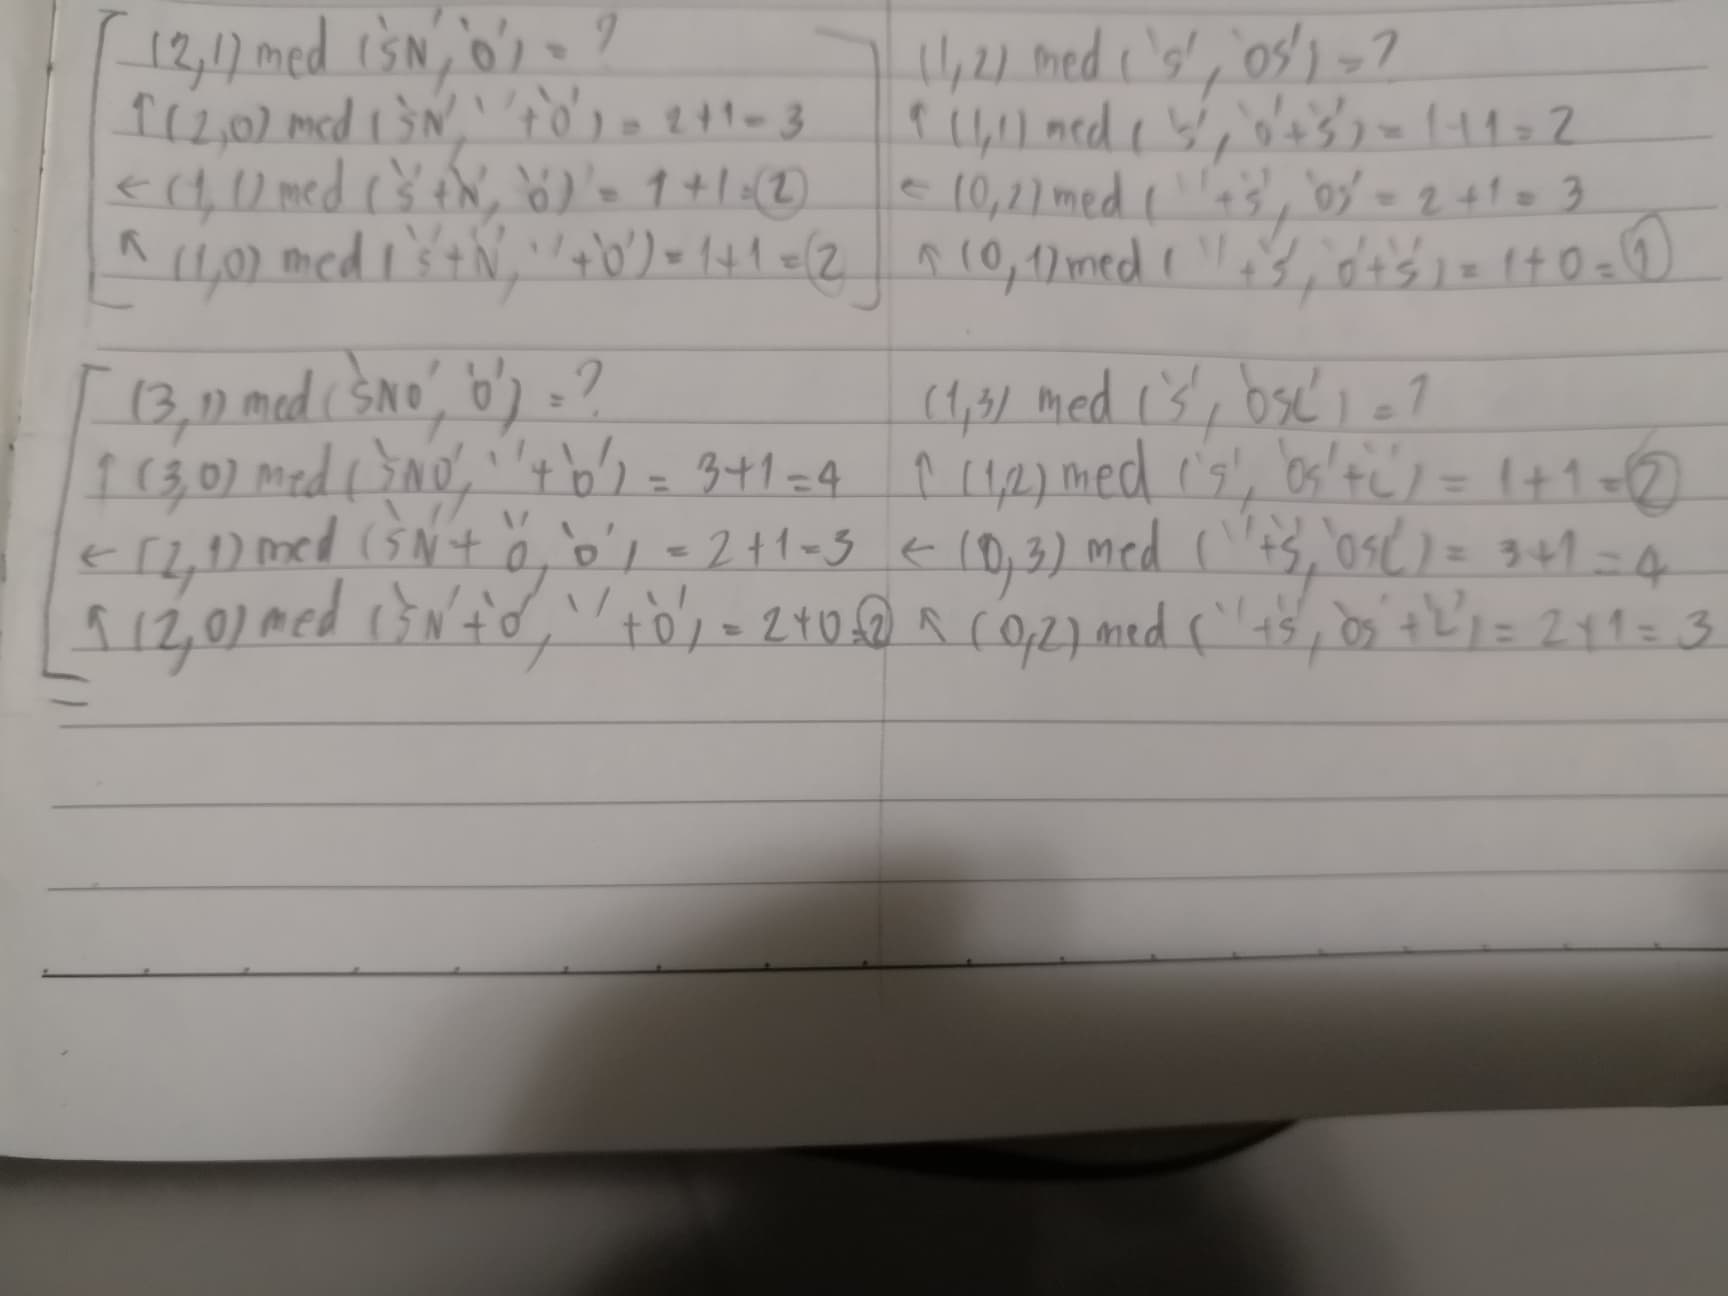 (2,1) med ('SN', 'O') = ?
↑ (2,0) med ('SN', ''+'O') = 2+1=3
← (1,1) med ('S'+'N', 'O') = 1+1=2
↖ (1,0) med ('S'+'N', ''+'O') = 1+1=2
(1,2) med ('S', 'OS') = ?
↑ (1,1) med ('S', 'O'+'S') = 1+1=2
← (0,2) med (''+'S', 'OS' = 2+1=3
↖ (0,1) med (''+'S', 'O'+'S') = 1+0=1
(3,1) med ('SNO', 'O') = ?
↑ (3,0) med ('SNO', ''+'O') = 3+1=4
← (2,1) med ('SN'+'O', 'O') = 2+1=3
↖ (2,0) med ('SN'+'O', ''+'O') = 2+0=2
(1,3) med ('S', 'OSL') = ?
↑ (1,2) med ('S', 'OS'+'L') = 1+1=2
← (0,3) med (''+'S', 'OSL') = 3+1=4
↖ (0,2) med (''+'S', 'OS'+'L') = 2+1=3